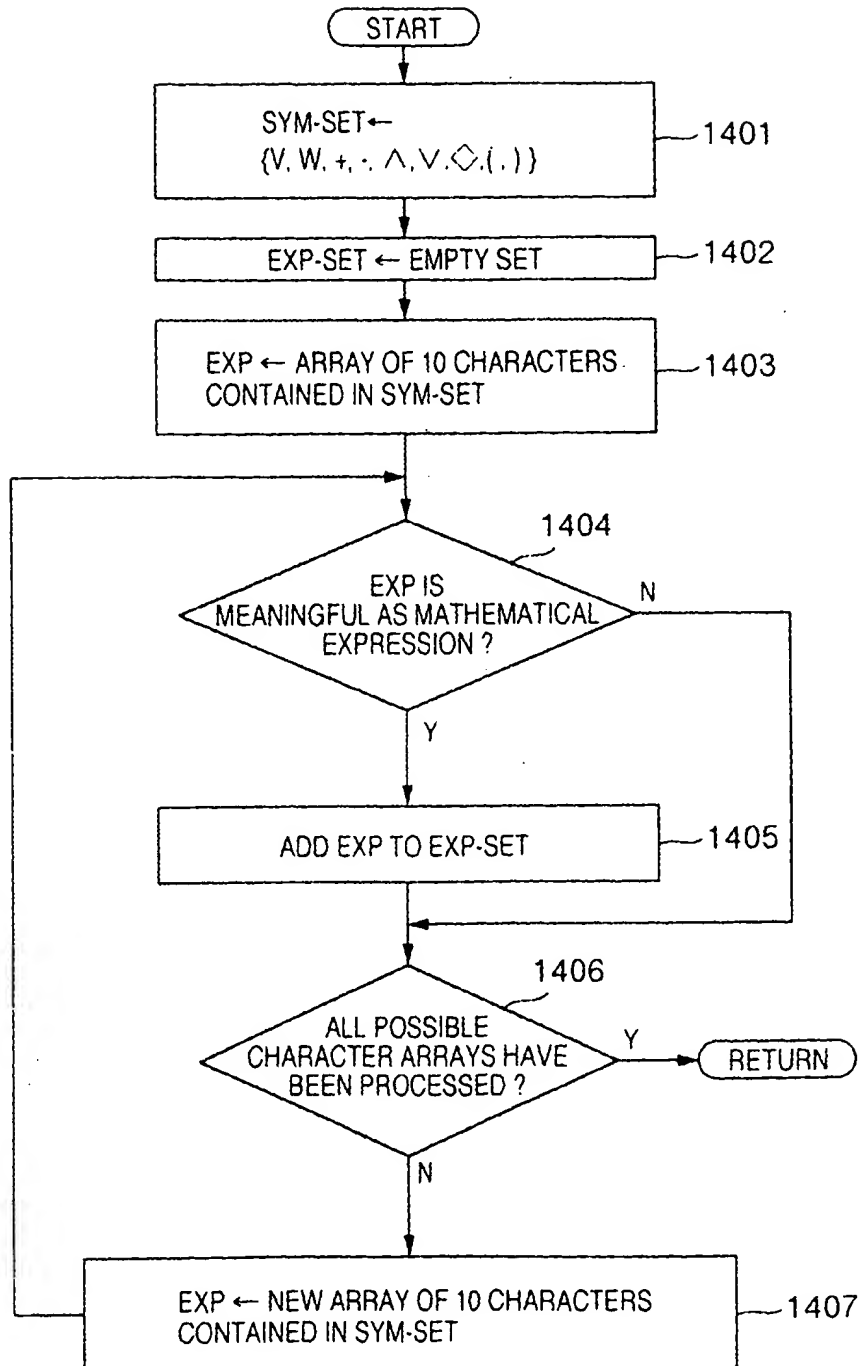 START
SYM-SET←
{V, W, +, ·, ∧, ∨, ◇, (, ) }
1401
EXP-SET ← EMPTY SET
1402
EXP ← ARRAY OF 10 CHARACTERS
CONTAINED IN SYM-SET
1403
1404
EXP IS
MEANINGFUL AS MATHEMATICAL
EXPRESSION ?
N
Y
ADD EXP TO EXP-SET
1405
1406
ALL POSSIBLE
CHARACTER ARRAYS HAVE
BEEN PROCESSED ?
Y
RETURN
N
EXP ← NEW ARRAY OF 10 CHARACTERS
CONTAINED IN SYM-SET
1407